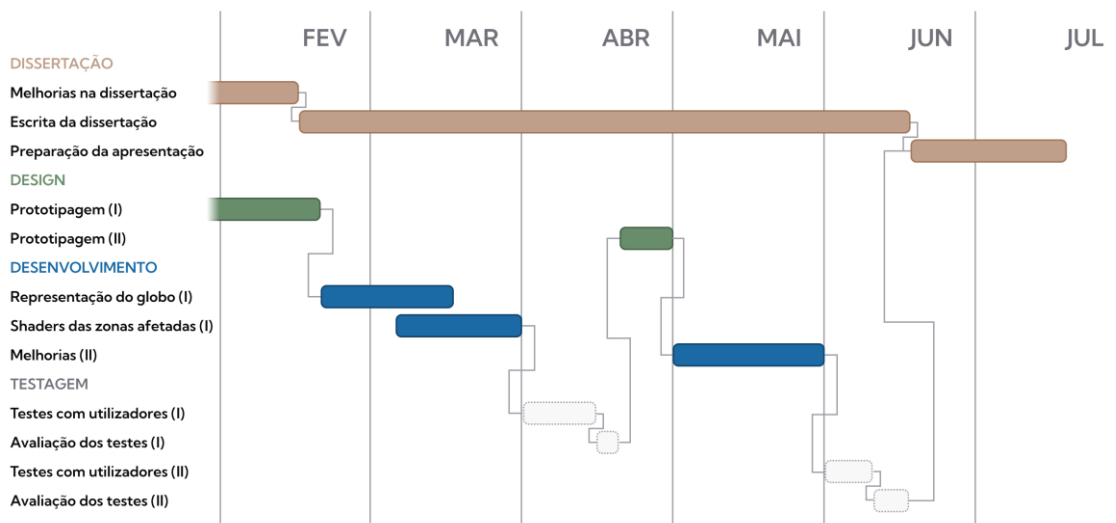 FEV MAR ABR MAI JUN JUL
DISSERTAÇÃO
Melhorias na dissertação
Escrita da dissertação
Preparação da apresentação
DESIGN
Prototipagem (I)
Prototipagem (II)
DESENVOLVIMENTO
Representação do globo (I)
Shaders das zonas afetadas (I)
Melhorias (II)
TESTAGEM
Testes com utilizadores (I)
Avaliação dos testes (I)
Testes com utilizadores (II)
Avaliação dos testes (II)